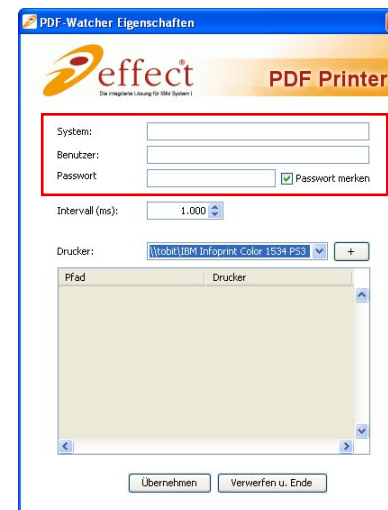 PDF-Watcher Eigenschaften
effect
Die integrierte Lösung für IBM System i
PDF Printer
System:
Benutzer:
Passwort
Passwort merken
Intervall (ms):
1.000
Drucker:
\\tobit\IBM Infoprint Color 1534 PS3
+
Pfad
Drucker
Übernehmen
Verwerfen u. Ende